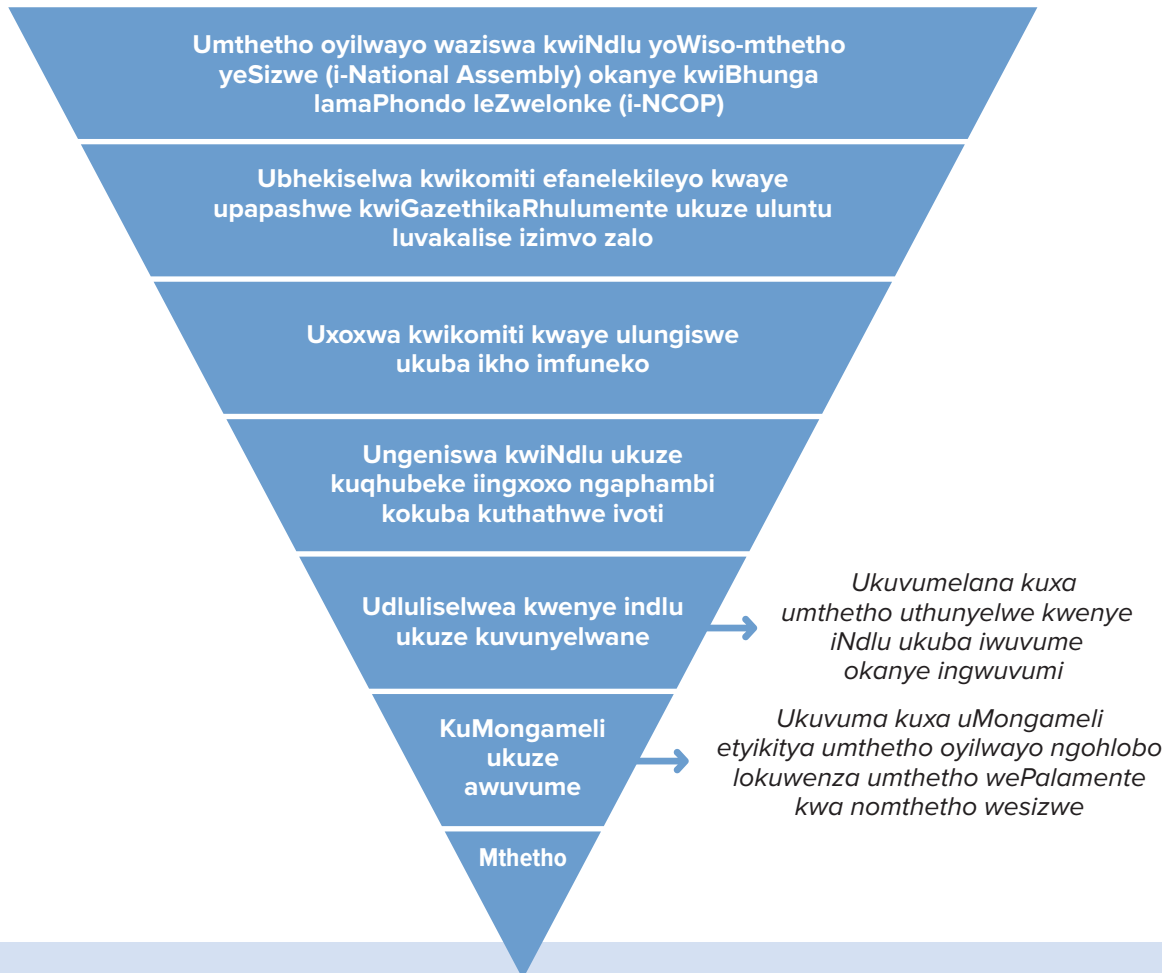 Umthetho oyilwayo waziswa kwiNdlu yoWiso-mthetho
yeSizwe (i-National Assembly) okanye kwiBhunga
lamaPhondo leZwelonke (i-NCOP)
Ubhekiselwa kwikomiti efanelekileyo kwaye
upapashwe kwiGazethikaRhulumente ukuze uluntu
luvakalise izimvo zalo
Uxoxwa kwikomiti kwaye ulungiswe
ukuba ikho imfuneko
Ungeniswa kwiNdlu ukuze
kuqhubeke iingxoxo ngaphambi
kokuba kuthathwe ivoti
Udluliselwea kwenye indlu
ukuze kuvunyelwane
Ukuvumelana kuxa
umthetho uthunyelwe kwenye
iNdlu ukuba iwuvume
okanye ingwuvumi
KuMongameli
ukuze
awuvume
Ukuvuma kuxa uMongameli
etyikitya umthetho oyilwayo ngohlobo
lokuwenza umthetho wePalamente
kwa nomthetho wesizwe
Mthetho